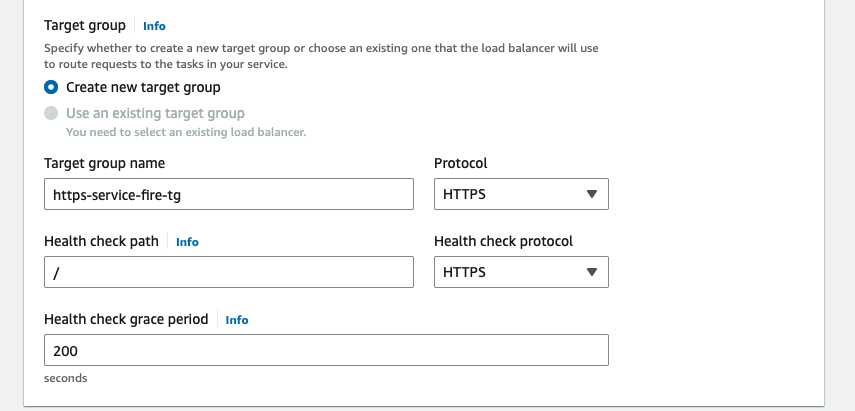 Target group Info
Specify whether to create a new target group or choose an existing one that the load balancer will use
to route requests to the tasks in your service.
Create new target group
Use an existing target group
You need to select an existing load balancer.
Target group name
https-service-fire-tg
Protocol
HTTPS
Health check path Info
/
Health check protocol
HTTPS
Health check grace period Info
200
seconds